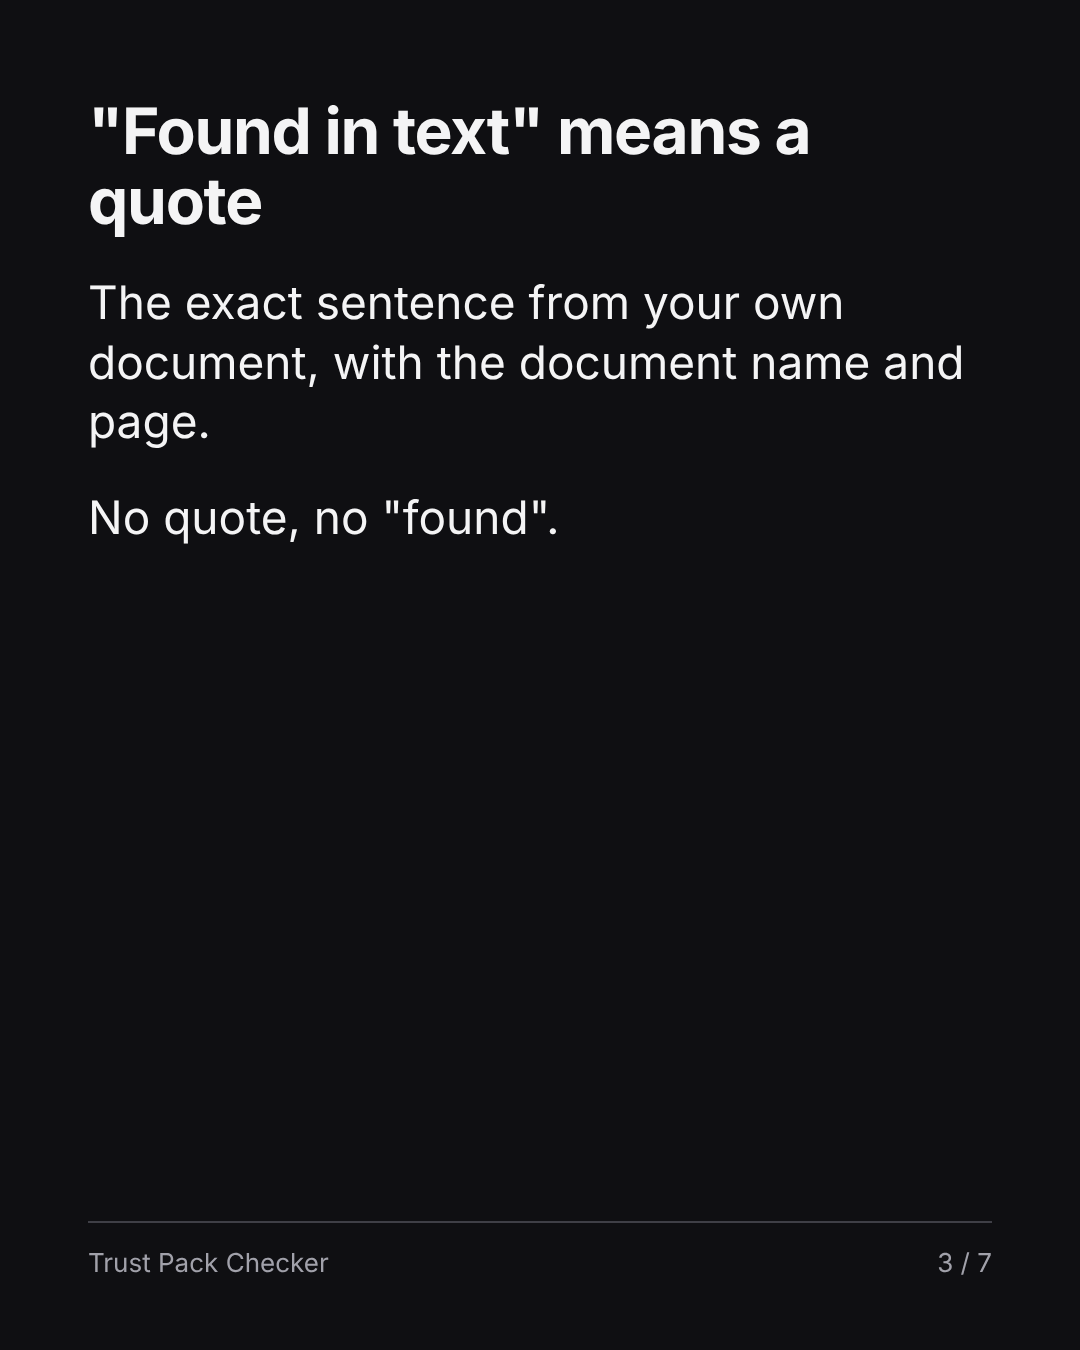 "Found in text" means a
quote
The exact sentence from your own
document, with the document name and
page.
No quote, no "found".
Trust Pack Checker
3 / 7